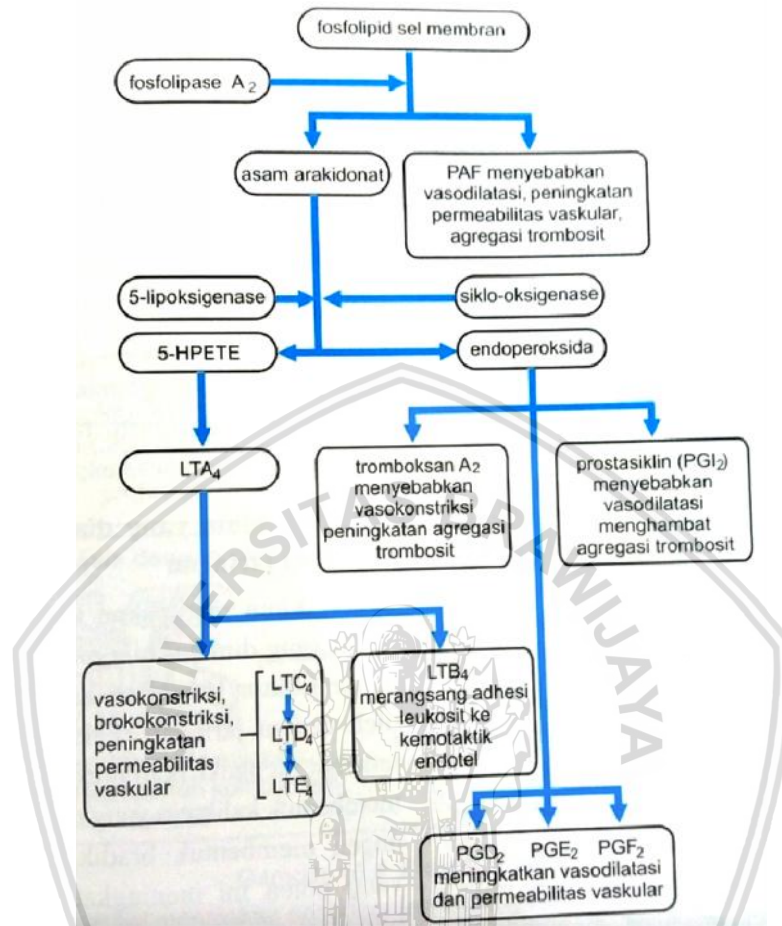 fosfolipid sel membran
fosfolipase A₂
asam arakidonat
PAF menyebabkan
vasodilatasi, peningkatan
permeabilitas vaskular,
agregasi trombosit
5-lipoksigenase
siklo-oksigenase
5-HPETE
endoperoksida
LTA₄
tromboksan A₂
menyebabkan
vasokonstriksi
peningkatan agregasi
trombosit
prostasiklin (PGI₂)
menyebabkan
vasodilatasi
menghambat
agregasi trombosit
vasokonstriksi,
brokokonstriksi,
peningkatan
permeabilitas
vaskular
LTC₄
LTD₄
LTE₄
LTB₄
merangsang adhesi
leukosit ke
kemotaktik
endotel
PGD₂ PGE₂ PGF₂
meningkatkan vasodilatasi
dan permeabilitas vaskular
UNIVERSITAS BRAWIJAYA